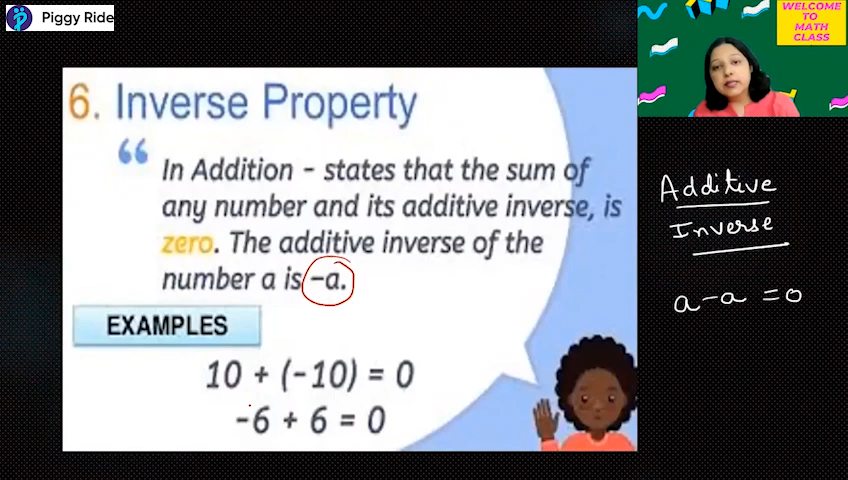 Piggy Ride
WELCOME
TO
MATH
CLASS
6. Inverse Property
“
In Addition - states that the sum of
any number and its additive inverse, is
zero. The additive inverse of the
number a is -a.
EXAMPLES
10 + (-10) = 0
-6 + 6 = 0
Additive
Inverse
a - a = 0